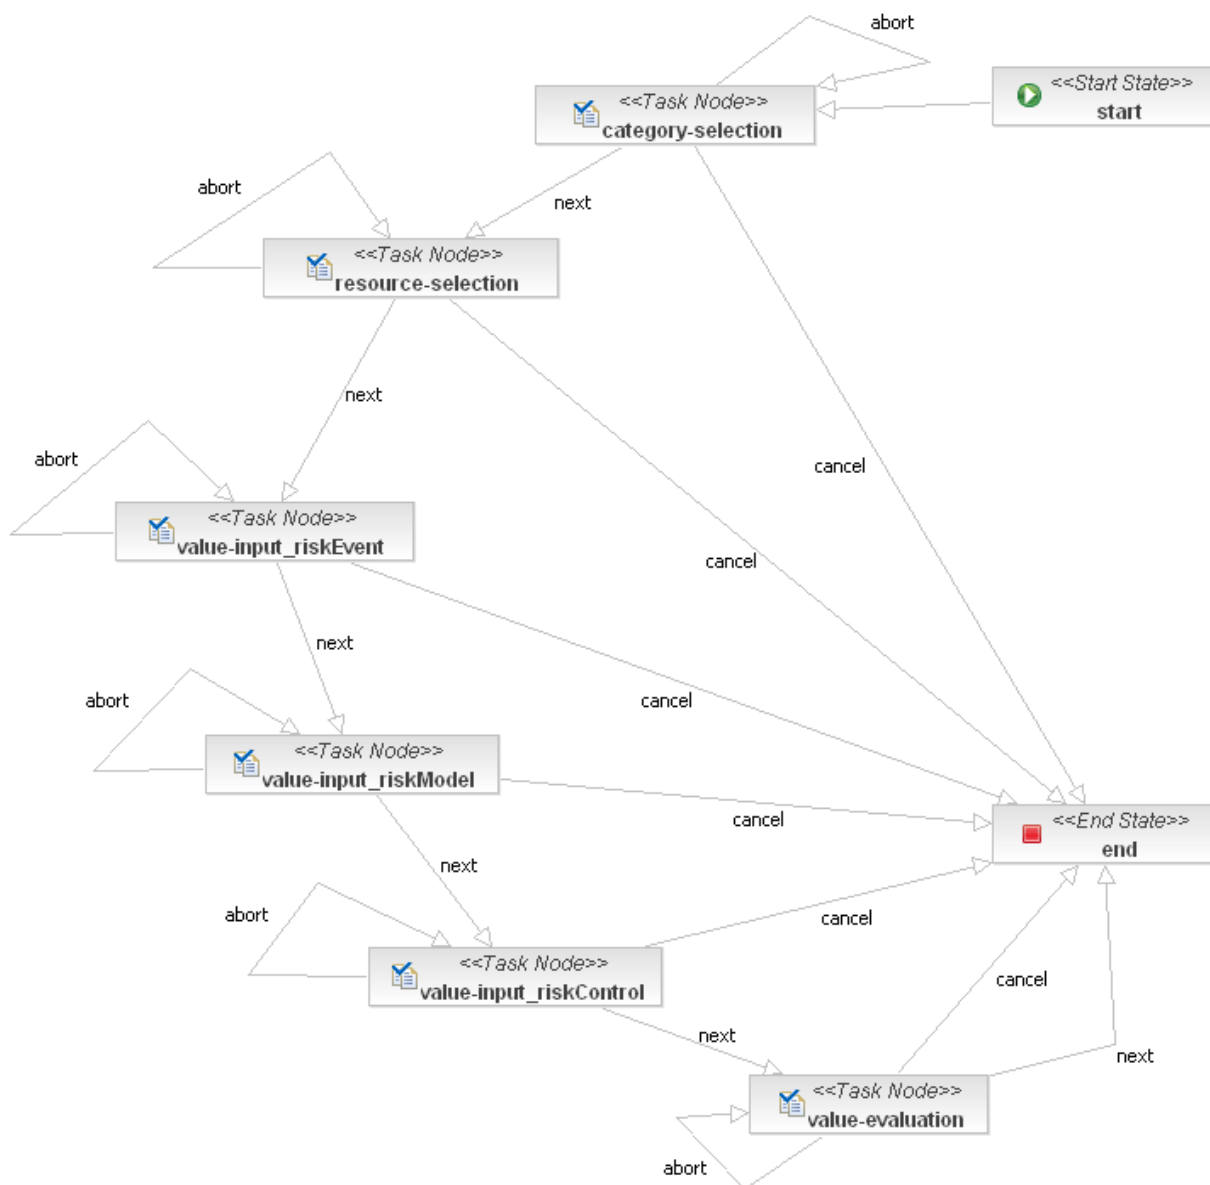 abort
<<Start State>>
start
<<Task Node>>
category-selection
abort
next
<<Task Node>>
resource-selection
next
abort
cancel
<<Task Node>>
value-input_riskEvent
cancel
next
abort
cancel
<<Task Node>>
value-input_riskModel
cancel
<<End State>>
end
next
abort
cancel
<<Task Node>>
value-input_riskControl
cancel
next
next
<<Task Node>>
value-evaluation
abort